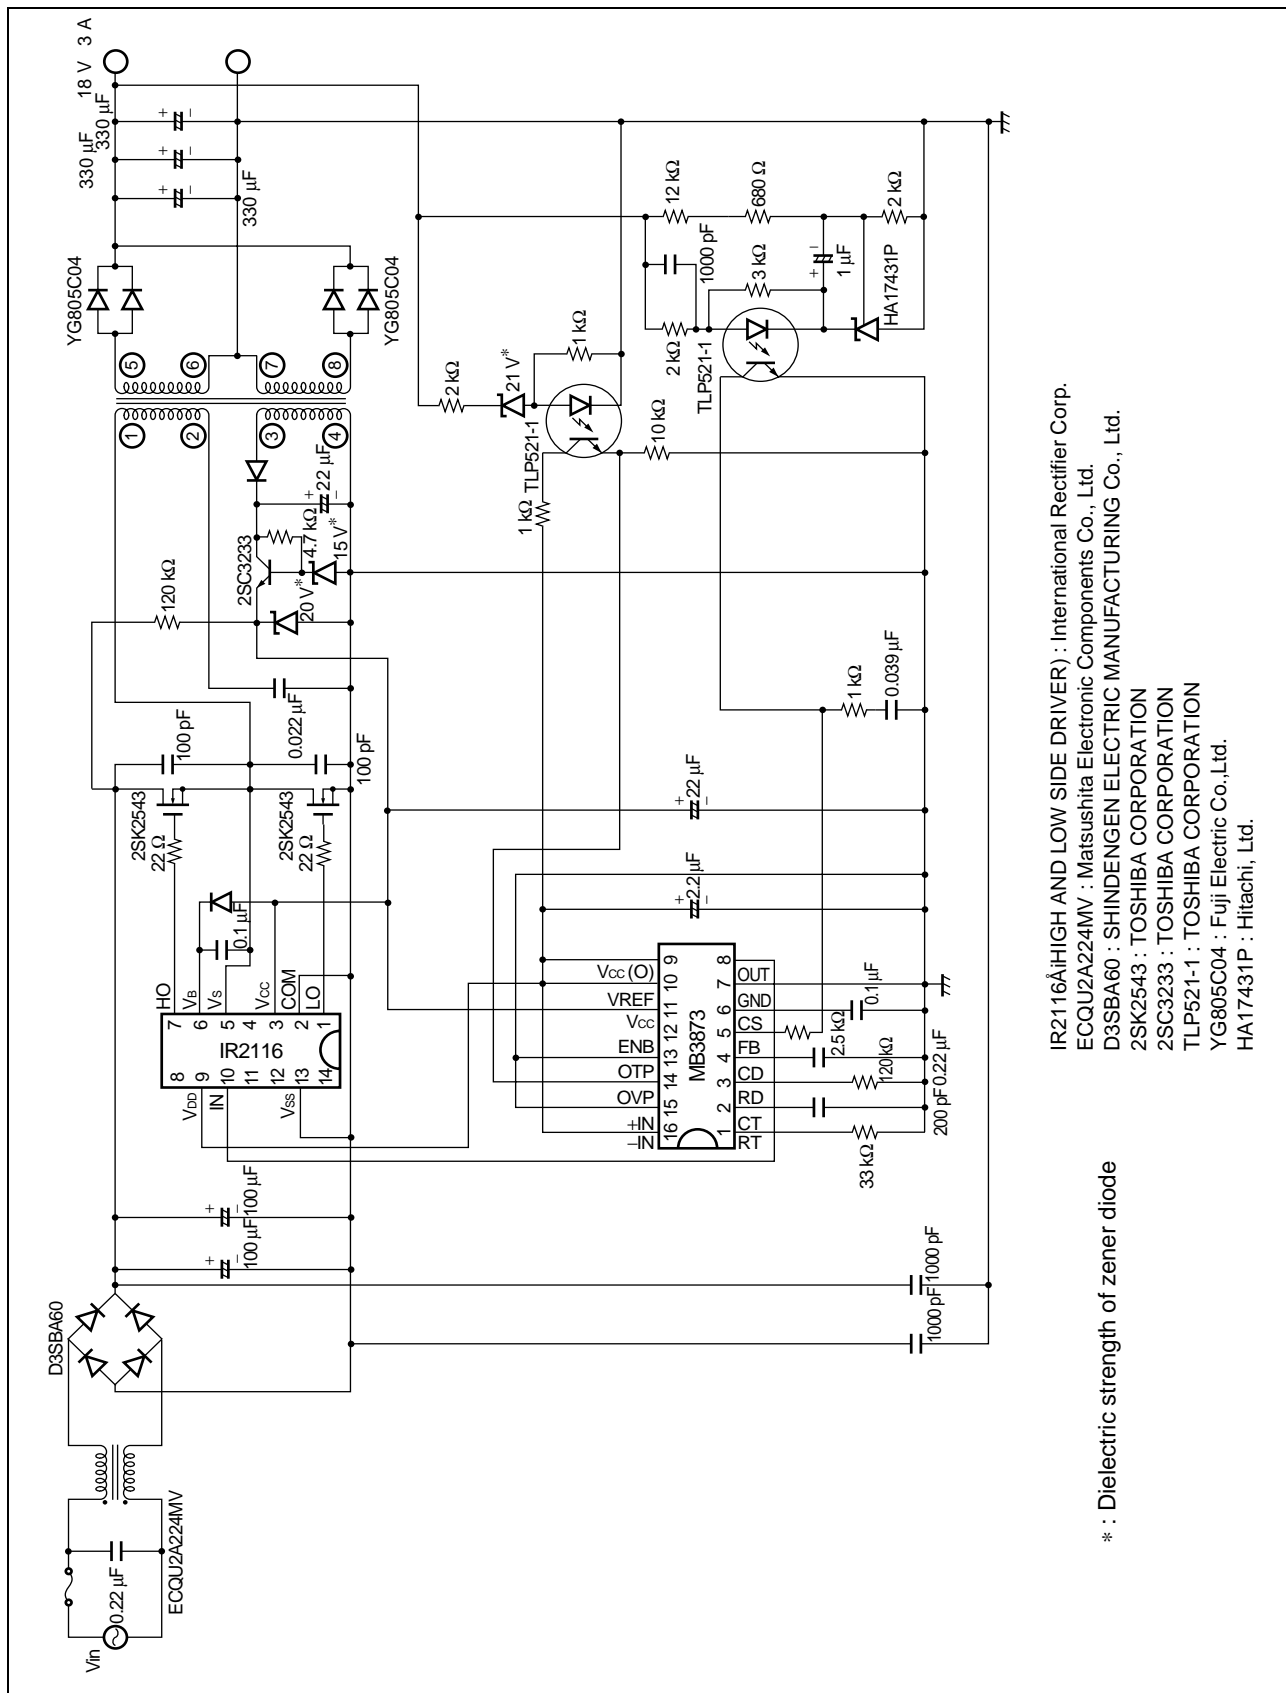 Vin
0.22 µF
ECQU2A224MV
D3SBA60
100 µF
+
−
100 µF
+
−
IR2116
8
9
10
11
12
13
14
7
6
5
4
3
2
1
VDD
IN
VSS
HO
VB
VS
VCC
COM
LO
0.1 µF
22 Ω
2SK2543
22 Ω
2SK2543
100 pF
100 pF
0.022 µF
120 kΩ
20 V*
2SC3233
4.7 kΩ
15 V*
22 µF
+
−
1
2
3
4
5
6
7
8
YG805C04
YG805C04
330 µF
330 µF
330 µF
+
−
+
−
+
−
18 V 3 A
1000 pF
1000 pF
MB3873
16
15
14
13
12
11
10
9
1
2
3
4
5
6
7
8
−IN
+IN
OVP
OTP
ENB
VCC
VREF
VCC (O)
RT
CT
RD
CD
FB
CS
GND
OUT
33 kΩ
200 pF
120kΩ
0.22 µF
2.5 kΩ
0.1 µF
2.2 µF
+
−
22 µF
+
−
1 kΩ
0.039 µF
1 kΩ
TLP521-1
10 kΩ
2 kΩ
21 V*
1 kΩ
TLP521-1
2 kΩ
1000 pF
3 kΩ
12 kΩ
680 Ω
1 µF
+
−
2 kΩ
HA17431P
IR2116ÅiHIGH AND LOW SIDE DRIVER) : International Rectifier Corp.
ECQU2A224MV : Matsushita Electronic Components Co., Ltd.
D3SBA60 : SHINDENGEN ELECTRIC MANUFACTURING Co., Ltd.
2SK2543 : TOSHIBA CORPORATION
2SC3233 : TOSHIBA CORPORATION
TLP521-1 : TOSHIBA CORPORATION
YG805C04 : Fuji Electric Co.,Ltd.
HA17431P : Hitachi, Ltd.
* : Dielectric strength of zener diode